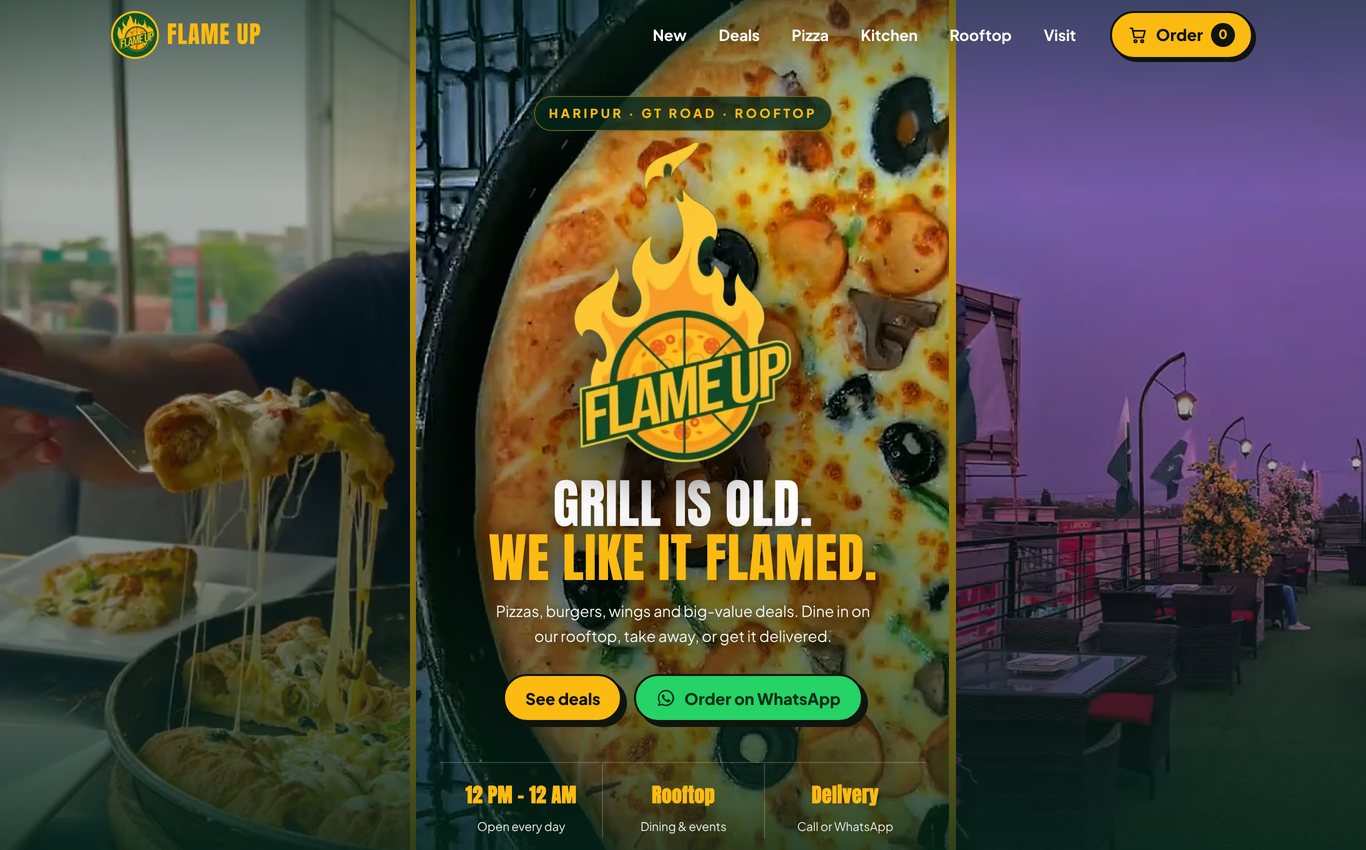 FLAME UP
FLAME UP
New
Deals
Pizza
Kitchen
Rooftop
Visit
Order 0
HARIPUR · GT ROAD · ROOFTOP
FLAME UP
GRILL IS OLD.
WE LIKE IT FLAMED.
Pizzas, burgers, wings and big-value deals. Dine in on
our rooftop, take away, or get it delivered.
See deals
Order on WhatsApp
12 PM - 12 AM
Open every day
Rooftop
Dining & events
Delivery
Call or WhatsApp